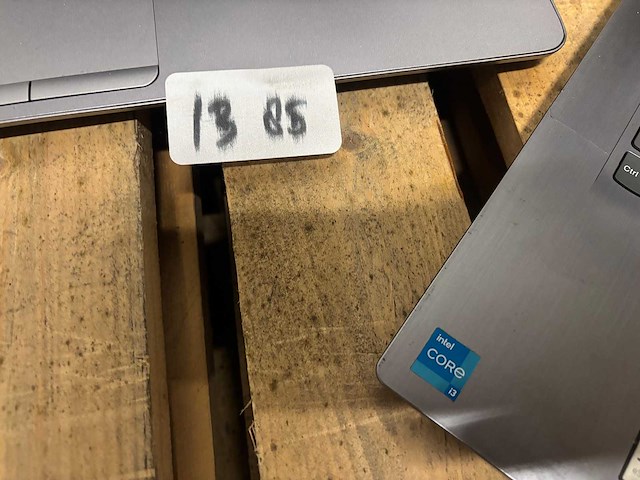 13 85
Ctrl
intel
CORE
i3